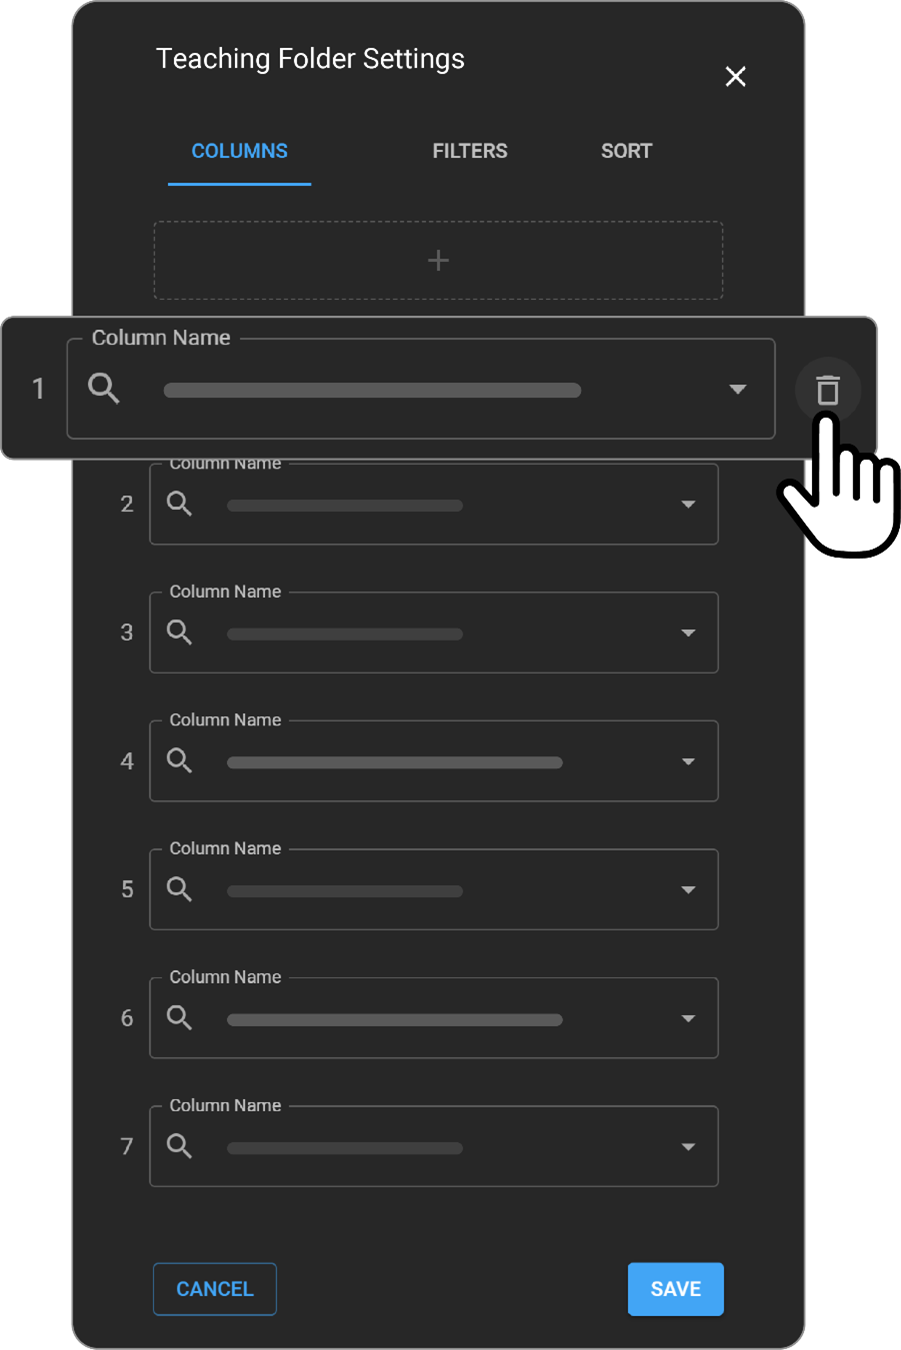 Teaching Folder Settings
COLUMNS FILTERS SORT
Column Name
1
Column Name
2
Column Name
3
Column Name
4
Column Name
5
Column Name
6
Column Name
7
CANCEL SAVE